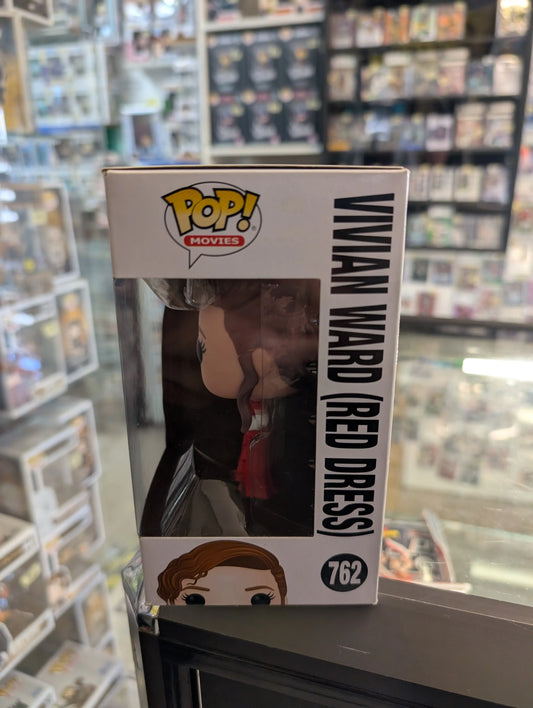 POP!
MOVIES
VIVIAN WARD (RED DRESS)
762